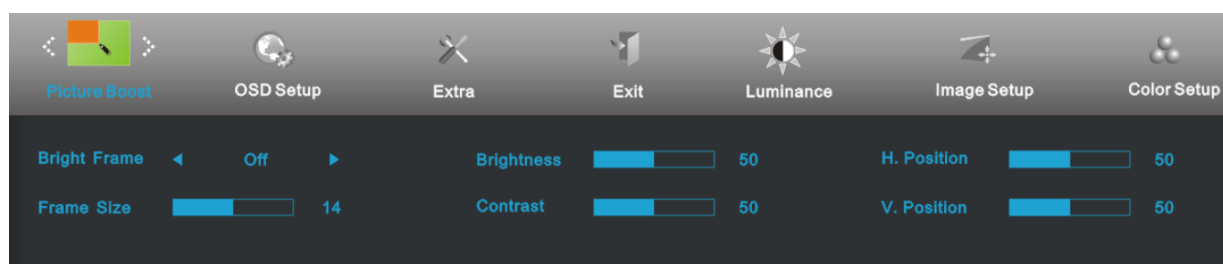 Picture Boost OSD Setup Extra Exit Luminance Image Setup Color Setup
Bright Frame Off Brightness 50 H. Position 50
Frame Size 14 Contrast 50 V. Position 50